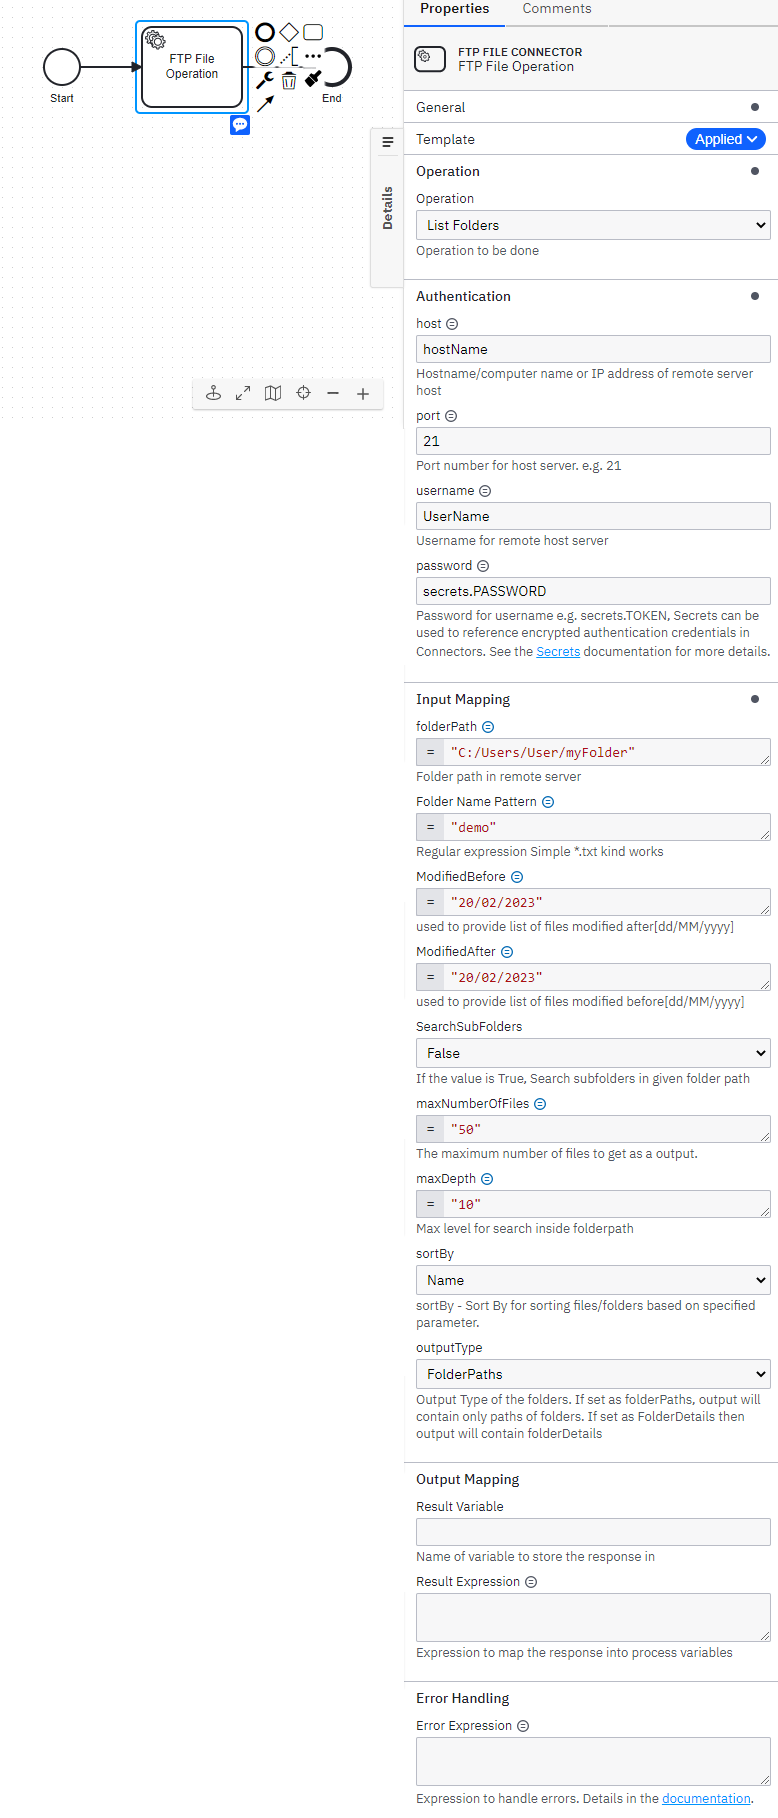 FTP File
Operation
Start
End
Details
Properties
Comments
FTP FILE CONNECTOR
FTP File Operation
General
Template
Applied
Operation
Operation
List Folders
Operation to be done
Authentication
host
hostName
Hostname/computer name or IP address of remote server
host
port
21
Port number for host server. e.g. 21
username
UserName
Username for remote host server
password
secrets.PASSWORD
Password for username e.g. secrets.TOKEN, Secrets can be
used to reference encrypted authentication credentials in
Connectors. See the Secrets documentation for more details.
Input Mapping
folderPath
= "C:/Users/User/myFolder"
Folder path in remote server
Folder Name Pattern
= "demo"
Regular expression Simple *.txt kind works
ModifiedBefore
= "20/02/2023"
used to provide list of files modified after[dd/MM/yyyy]
ModifiedAfter
= "20/02/2023"
used to provide list of files modified before[dd/MM/yyyy]
SearchSubFolders
False
If the value is True, Search subfolders in given folder path
maxNumberOfFiles
= "50"
The maximum number of files to get as a output.
maxDepth
= "10"
Max level for search inside folderpath
sortBy
Name
sortBy - Sort By for sorting files/folders based on specified
parameter.
outputType
FolderPaths
Output Type of the folders. If set as folderPaths, output will
contain only paths of folders. If set as FolderDetails then
output will contain folderDetails
Output Mapping
Result Variable
Name of variable to store the response in
Result Expression
Expression to map the response into process variables
Error Handling
Error Expression
Expression to handle errors. Details in the documentation.